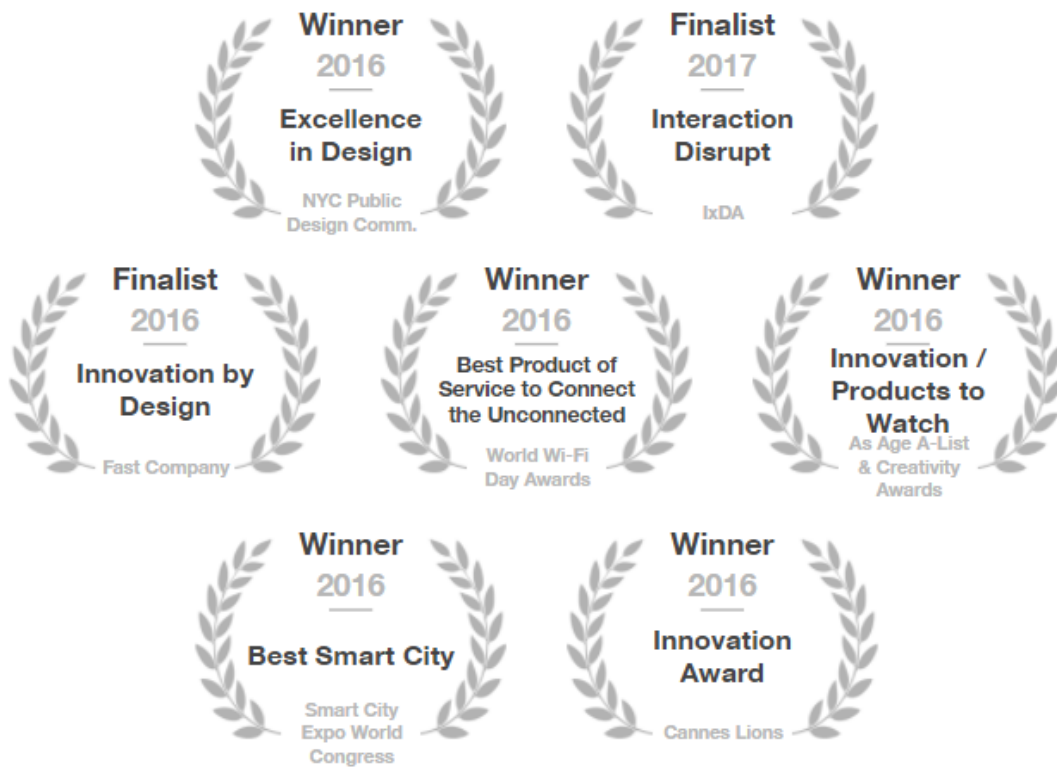 Winner
2016
Excellence
in Design
NYC Public
Design Comm.
Finalist
2017
Interaction
Disrupt
IxDA
Finalist
2016
Innovation by
Design
Fast Company
Winner
2016
Best Product of
Service to Connect
the Unconnected
World Wi-Fi
Day Awards
Winner
2016
Innovation /
Products to
Watch
As Age A-List
& Creativity
Awards
Winner
2016
Best Smart City
Smart City
Expo World
Congress
Winner
2016
Innovation
Award
Cannes Lions